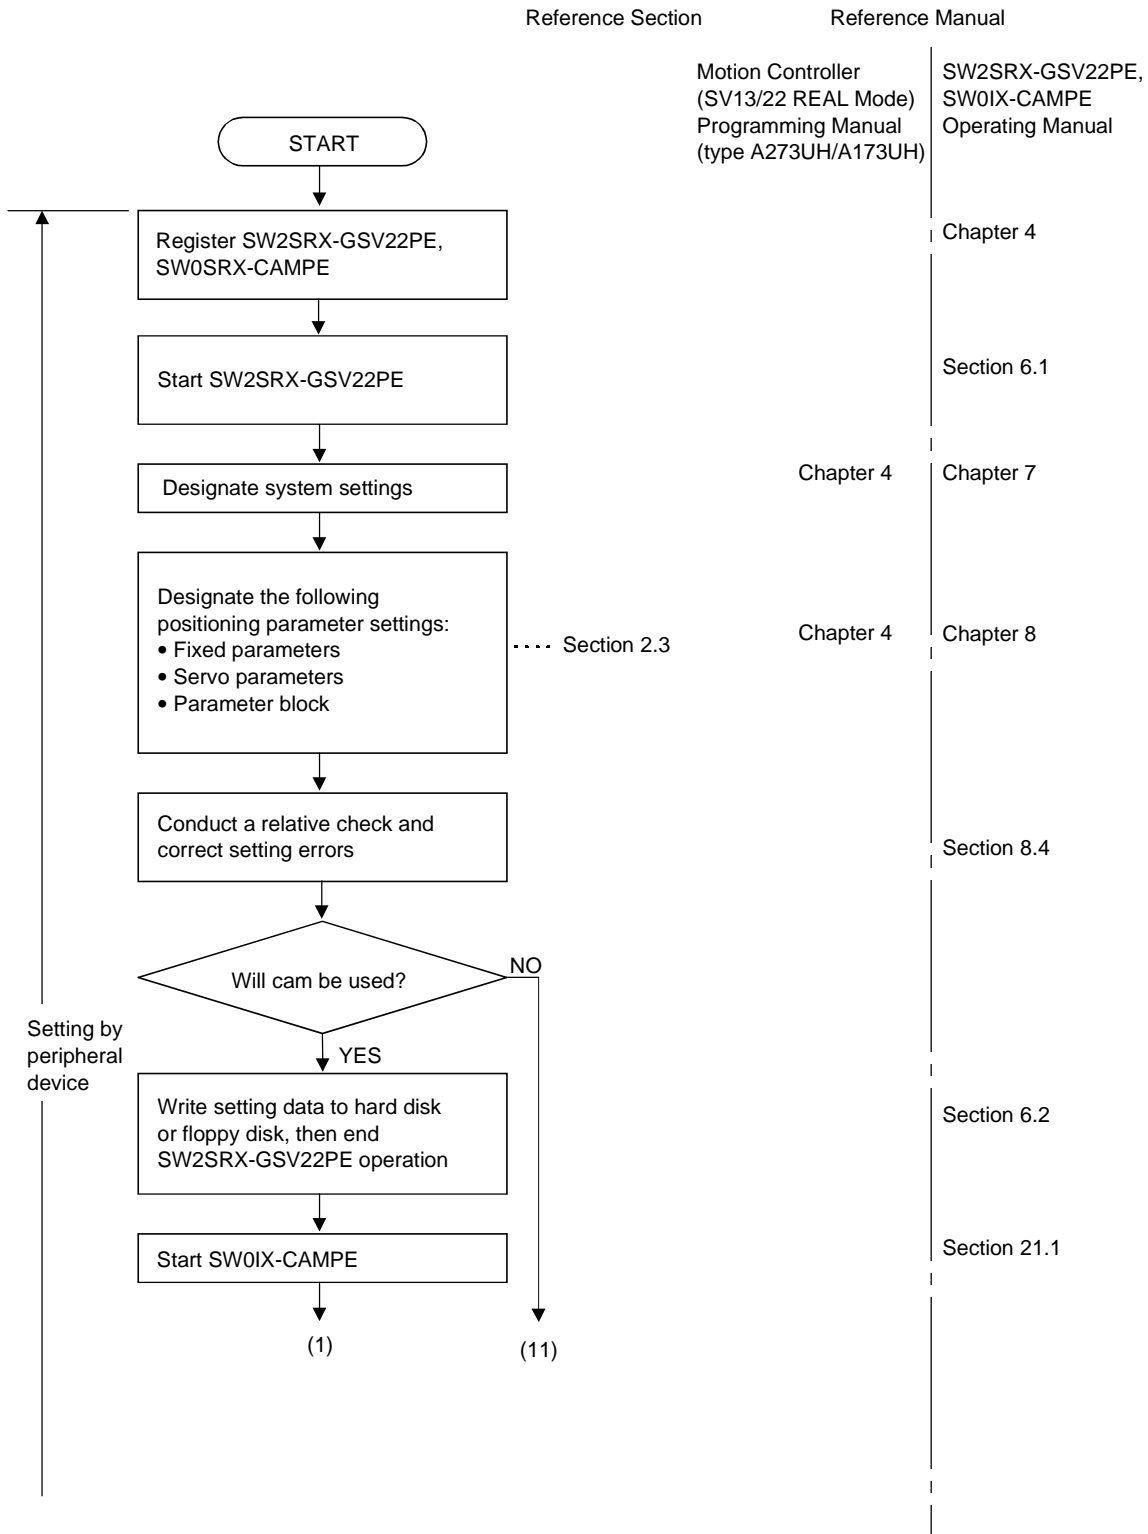 Reference Section
Reference Manual
Motion Controller
(SV13/22 REAL Mode)
Programming Manual
(type A273UH/A173UH)
SW2SRX-GSV22PE,
SW0IX-CAMPE
Operating Manual
START
Register SW2SRX-GSV22PE,
SW0SRX-CAMPE
Chapter 4
Start SW2SRX-GSV22PE
Section 6.1
Designate system settings
Chapter 4
Chapter 7
Designate the following
positioning parameter settings:
• Fixed parameters
• Servo parameters
• Parameter block
Section 2.3
Chapter 4
Chapter 8
Conduct a relative check and
correct setting errors
Section 8.4
Will cam be used?
NO
YES
Setting by
peripheral
device
Write setting data to hard disk
or floppy disk, then end
SW2SRX-GSV22PE operation
Section 6.2
Start SW0IX-CAMPE
Section 21.1
(1)
(11)